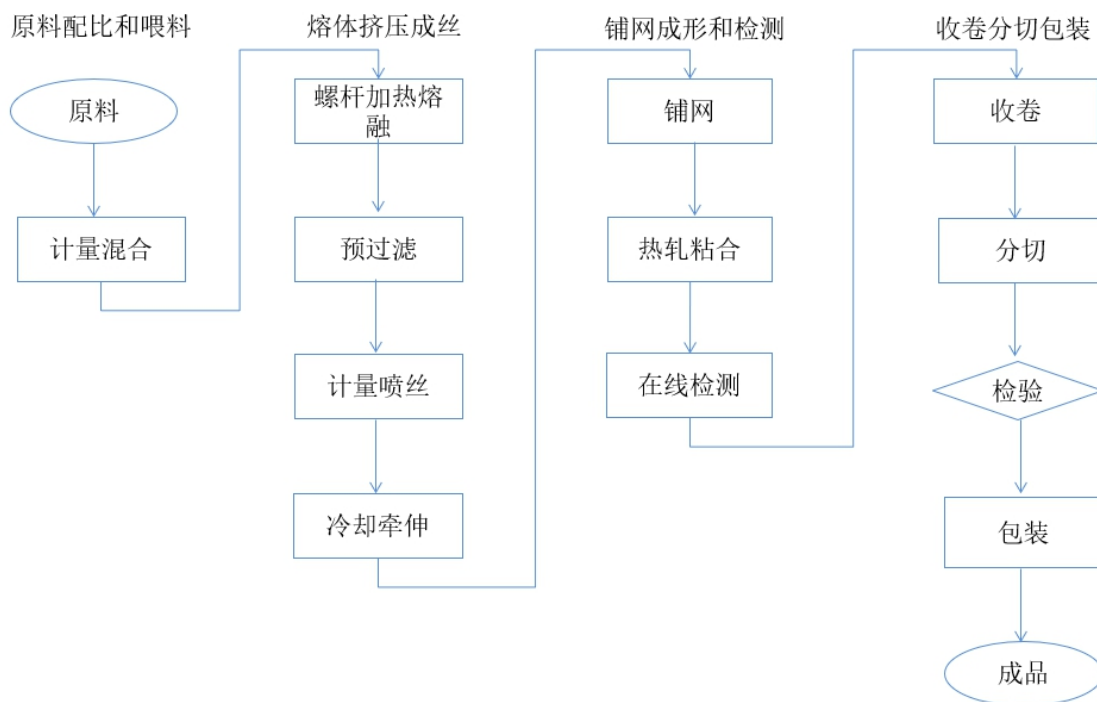 原料配比和喂料
原料
计量混合
熔体挤压成丝
螺杆加热熔
融
预过滤
计量喷丝
冷却牵伸
铺网成形和检测
铺网
热轧粘合
在线检测
收卷分切包装
收卷
分切
检验
包装
成品